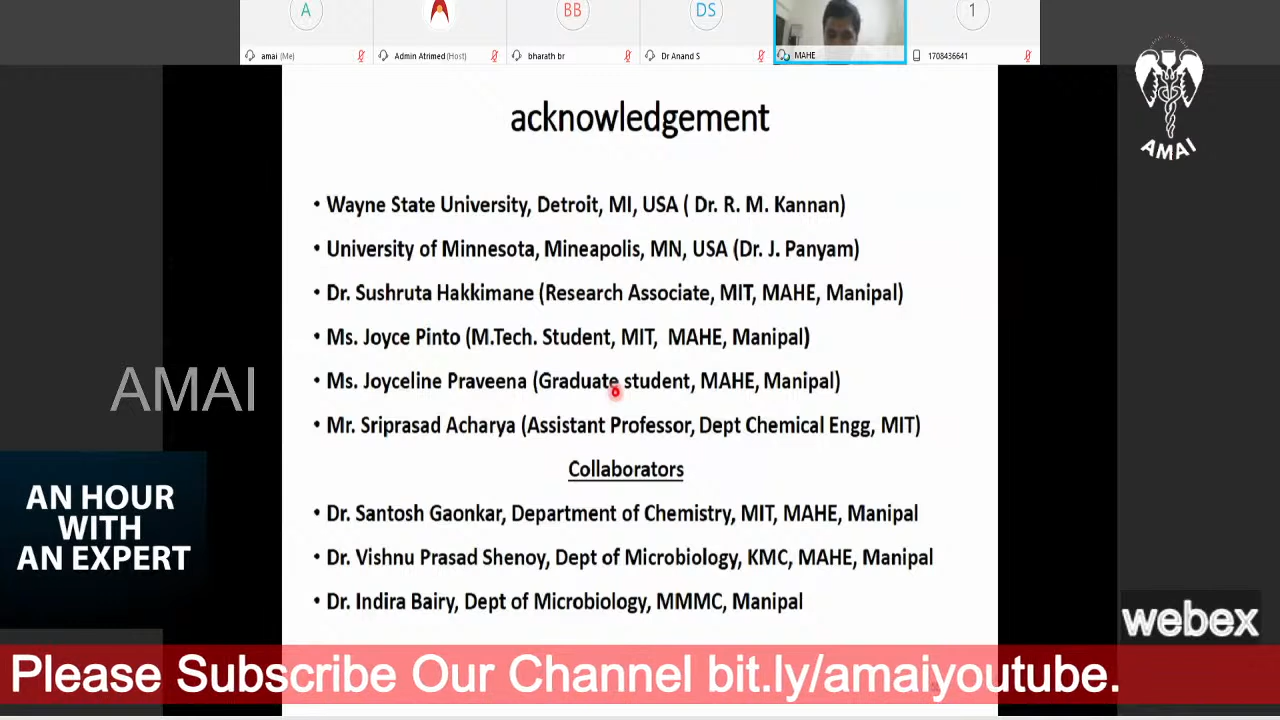 A
BB
DS
1
amai (Me)
Admin Atrimed (Host)
bharath br
Dr Anand S
MAHE
1708436641
AMAI
acknowledgement
• Wayne State University, Detroit, MI, USA ( Dr. R. M. Kannan)
• University of Minnesota, Mineapolis, MN, USA (Dr. J. Panyam)
• Dr. Sushruta Hakkimane (Research Associate, MIT, MAHE, Manipal)
• Ms. Joyce Pinto (M.Tech. Student, MIT, MAHE, Manipal)
• Ms. Joyceline Praveena (Graduate student, MAHE, Manipal)
• Mr. Sriprasad Acharya (Assistant Professor, Dept Chemical Engg, MIT)
Collaborators
• Dr. Santosh Gaonkar, Department of Chemistry, MIT, MAHE, Manipal
• Dr. Vishnu Prasad Shenoy, Dept of Microbiology, KMC, MAHE, Manipal
• Dr. Indira Bairy, Dept of Microbiology, MMMC, Manipal
AMAI
AN HOUR
WITH
AN EXPERT
webex
Please Subscribe Our Channel bit.ly/amaiyoutube.